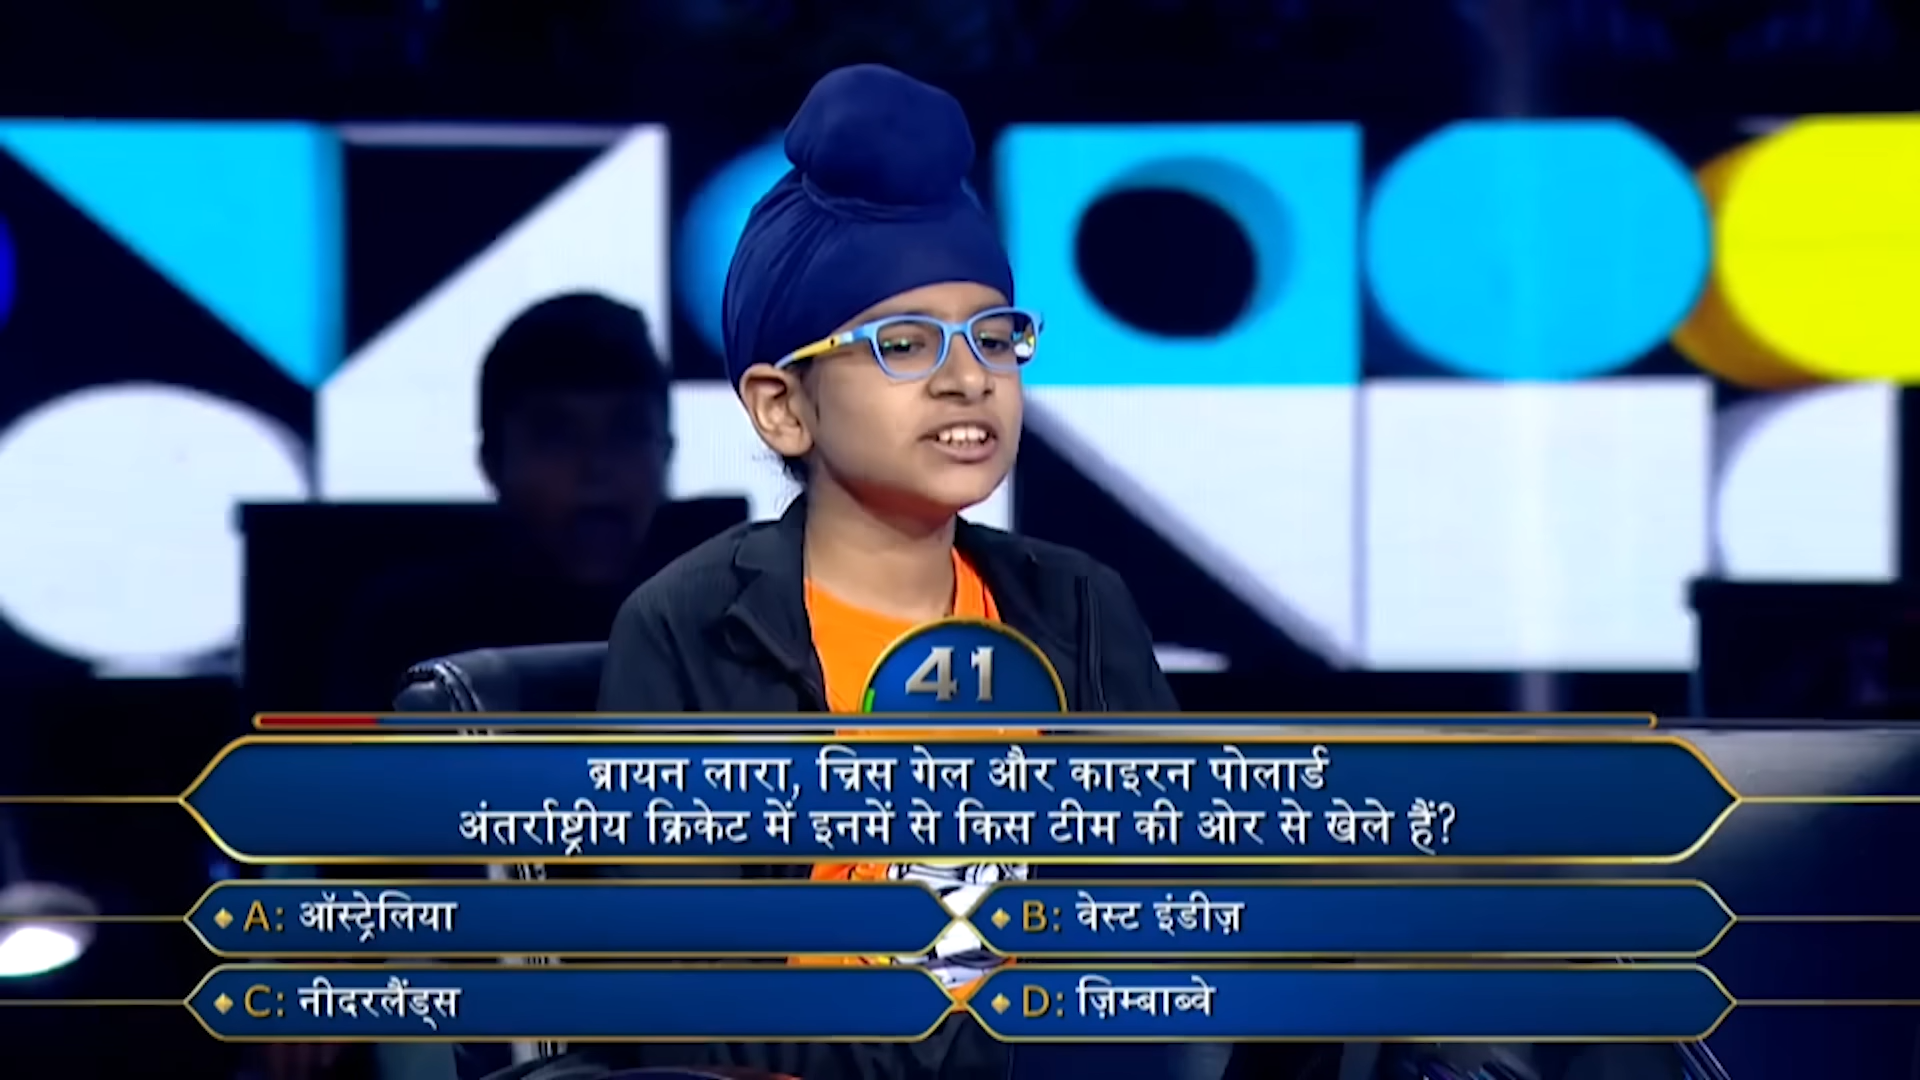 41
ब्रायन लारा, क्रिस गेल और काइरन पोलार्ड
अंतर्राष्ट्रीय क्रिकेट में इनमें से किस टीम की ओर से खेले हैं?
A: ऑस्ट्रेलिया
B: वेस्ट इंडीज़
C: नीदरलैंड्स
D: ज़िम्बाब्वे